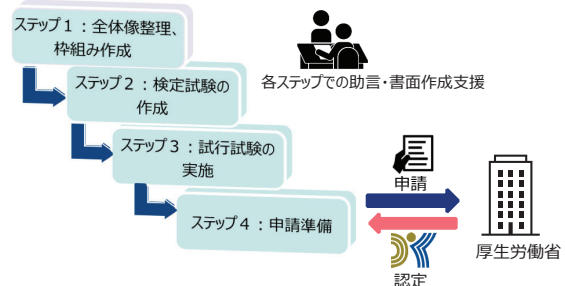 ステップ1：全体像整理、
枠組み作成
ステップ2：検定試験の
作成
各ステップでの助言・書面作成支援
ステップ3：試行試験の
実施
申請
ステップ4：申請準備
厚生労働省
認定